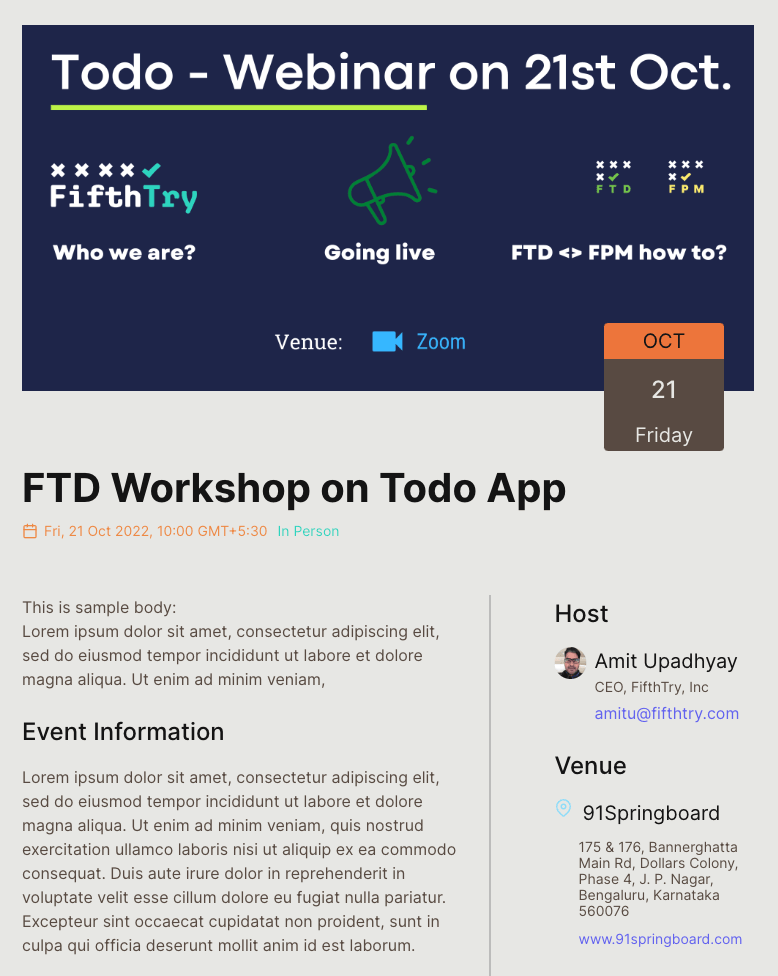 Todo - Webinar on 21st Oct.
FifthTry
FTD
FPM
Who we are?
Going live
FTD <> FPM how to?
Venue:
Zoom
OCT
21
Friday
FTD Workshop on Todo App
Fri, 21 Oct 2022, 10:00 GMT+5:30 In Person
This is sample body:
Lorem ipsum dolor sit amet, consectetur adipiscing elit,
sed do eiusmod tempor incididunt ut labore et dolore
magna aliqua. Ut enim ad minim veniam,
Event Information
Lorem ipsum dolor sit amet, consectetur adipiscing elit,
sed do eiusmod tempor incididunt ut labore et dolore
magna aliqua. Ut enim ad minim veniam, quis nostrud
exercitation ullamco laboris nisi ut aliquip ex ea commodo
consequat. Duis aute irure dolor in reprehenderit in
voluptate velit esse cillum dolore eu fugiat nulla pariatur.
Excepteur sint occaecat cupidatat non proident, sunt in
culpa qui officia deserunt mollit anim id est laborum.
Host
Amit Upadhyay
CEO, FifthTry, Inc
amitu@fifthtry.com
Venue
91Springboard
175 & 176, Bannerghatta
Main Rd, Dollars Colony,
Phase 4, J. P. Nagar,
Bengaluru, Karnataka
560076
www.91springboard.com